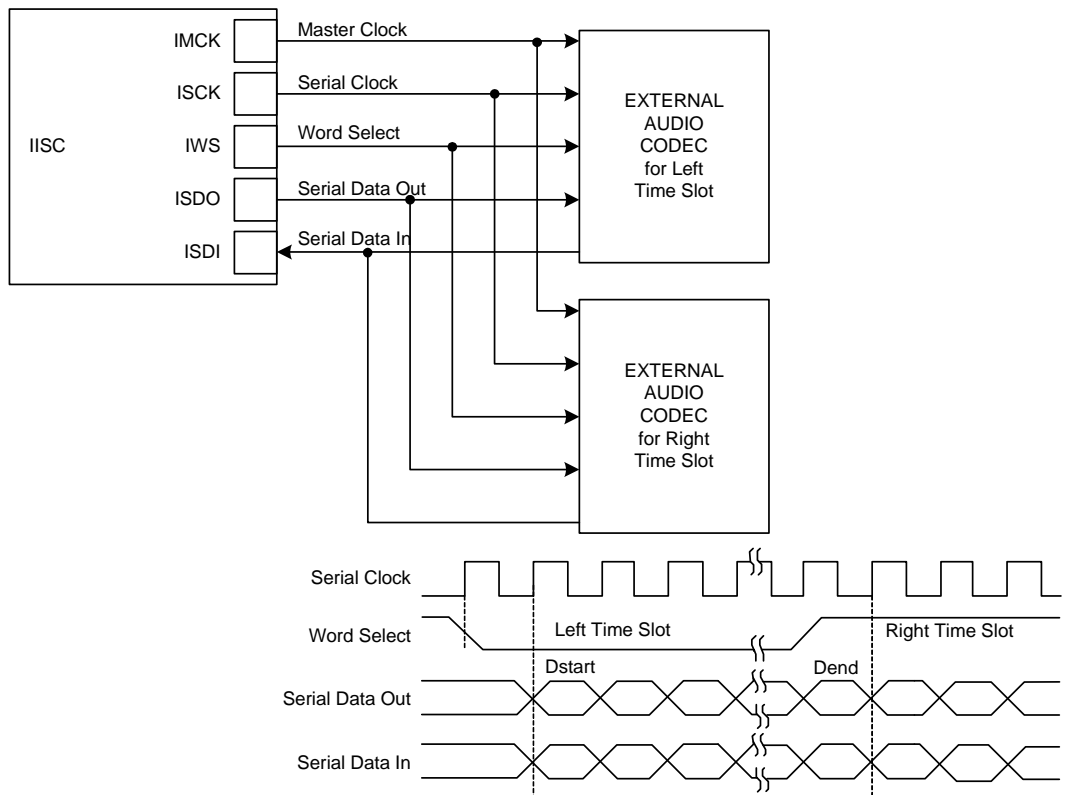 IISC
IMCK
ISCK
IWS
ISDO
ISDI
Master Clock
Serial Clock
Word Select
Serial Data Out
Serial Data In
EXTERNAL
AUDIO
CODEC
for Left
Time Slot
EXTERNAL
AUDIO
CODEC
for Right
Time Slot
Serial Clock
Word Select
Left Time Slot
Right Time Slot
Dstart
Dend
Serial Data Out
Serial Data In